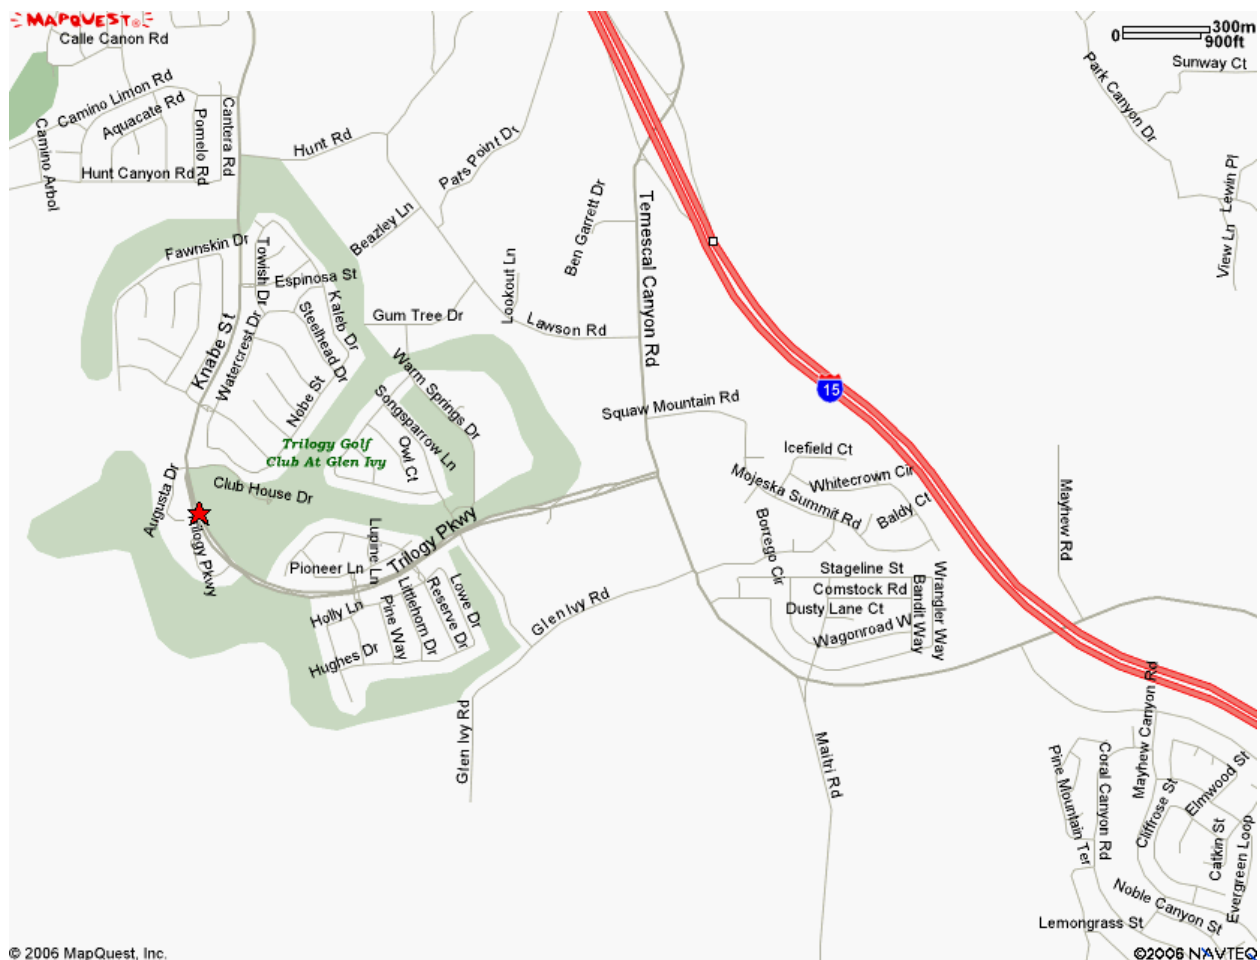 MAPQUEST
300m
0
900ft
Calle Canon Rd
Sunway Ct
Park Canyon Dr
Camino Limon Rd
Aquacate Rd
Pomelo Rd
Cantera Rd
Camino Arbol
Hunt Canyon Rd
Hunt Rd
Pats Point Dr
Lewin Pl
View Ln
Beazley Ln
Ben Garrett Dr
Temescal Canyon Rd
Fawnskin Dr
Towish Dr
Espinosa St
Kaleb Dr
Steelhead Dr
Lookout Ln
Gum Tree Dr
Lawson Rd
Knabe St
Watercrest Dr
Nobe St
Warm Springs Dr
Songsparrow Ln
Owl Ct
15
Squaw Mountain Rd
Trilogy Golf
Club At Glen Ivy
Icefield Ct
Whitecrown Cir
Mojeska Summit Rd
Baldy Ct
Augusta Dr
Club House Dr
Mayhew Rd
Trilogy Pkwy
Trilogy Pkwy
Lupine Ln
Pioneer Ln
Borrego Cir
Stageline St
Comstock Rd
Dusty Lane Ct
Wagonroad W
Bandit Way
Wrangler Way
Holly Ln
Pine Way
Littlehorn Dr
Reserve Dr
Lowe Dr
Glen Ivy Rd
Hughes Dr
Glen Ivy Rd
Maitri Rd
Mayhew Canyon Rd
Pine Mountain Ter
Coral Canyon Rd
Cliffrose St
Elmwood St
Catkin St
Evergreen Loop
Noble Canyon St
Lemongrass St
© 2006 MapQuest, Inc.
©2006 NAVTEQ